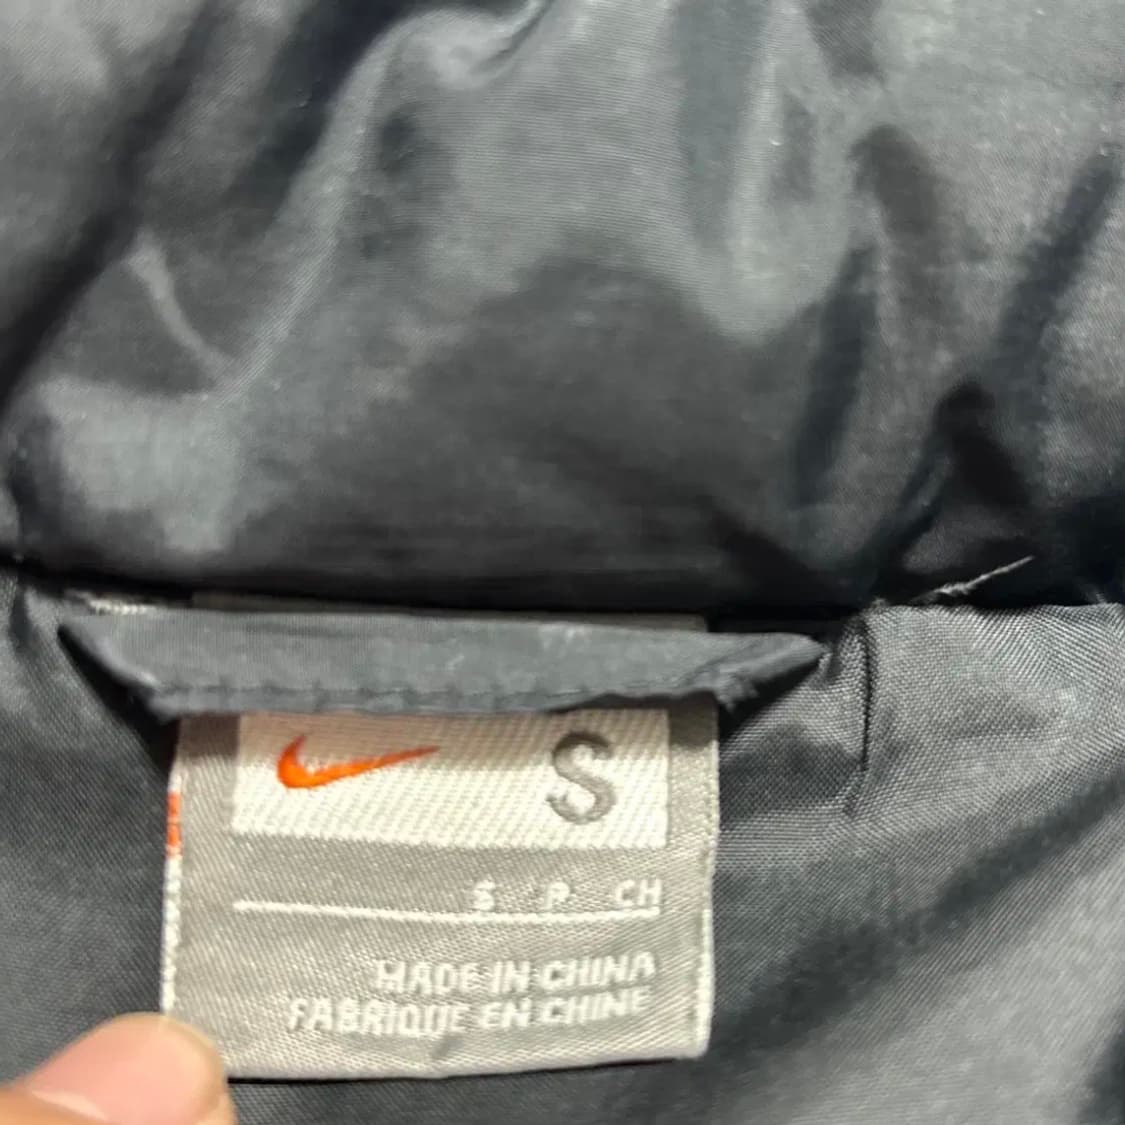 S
S P CH
MADE IN CHINA
FABRIQUE EN CHINE